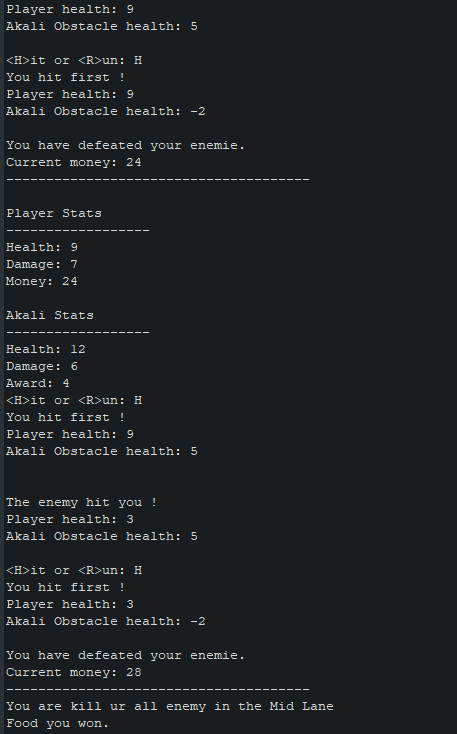 Player health: 9
Akali Obstacle health: 5
<H>it or <R>un: H
You hit first !
Player health: 9
Akali Obstacle health: -2
You have defeated your enemie.
Current money: 24
--------------------------------------
Player Stats
------------------
Health: 9
Damage: 7
Money: 24
Akali Stats
------------------
Health: 12
Damage: 6
Award: 4
<H>it or <R>un: H
You hit first !
Player health: 9
Akali Obstacle health: 5
The enemy hit you !
Player health: 3
Akali Obstacle health: 5
<H>it or <R>un: H
You hit first !
Player health: 3
Akali Obstacle health: -2
You have defeated your enemie.
Current money: 28
--------------------------------------
You are kill ur all enemy in the Mid Lane
Food you won.